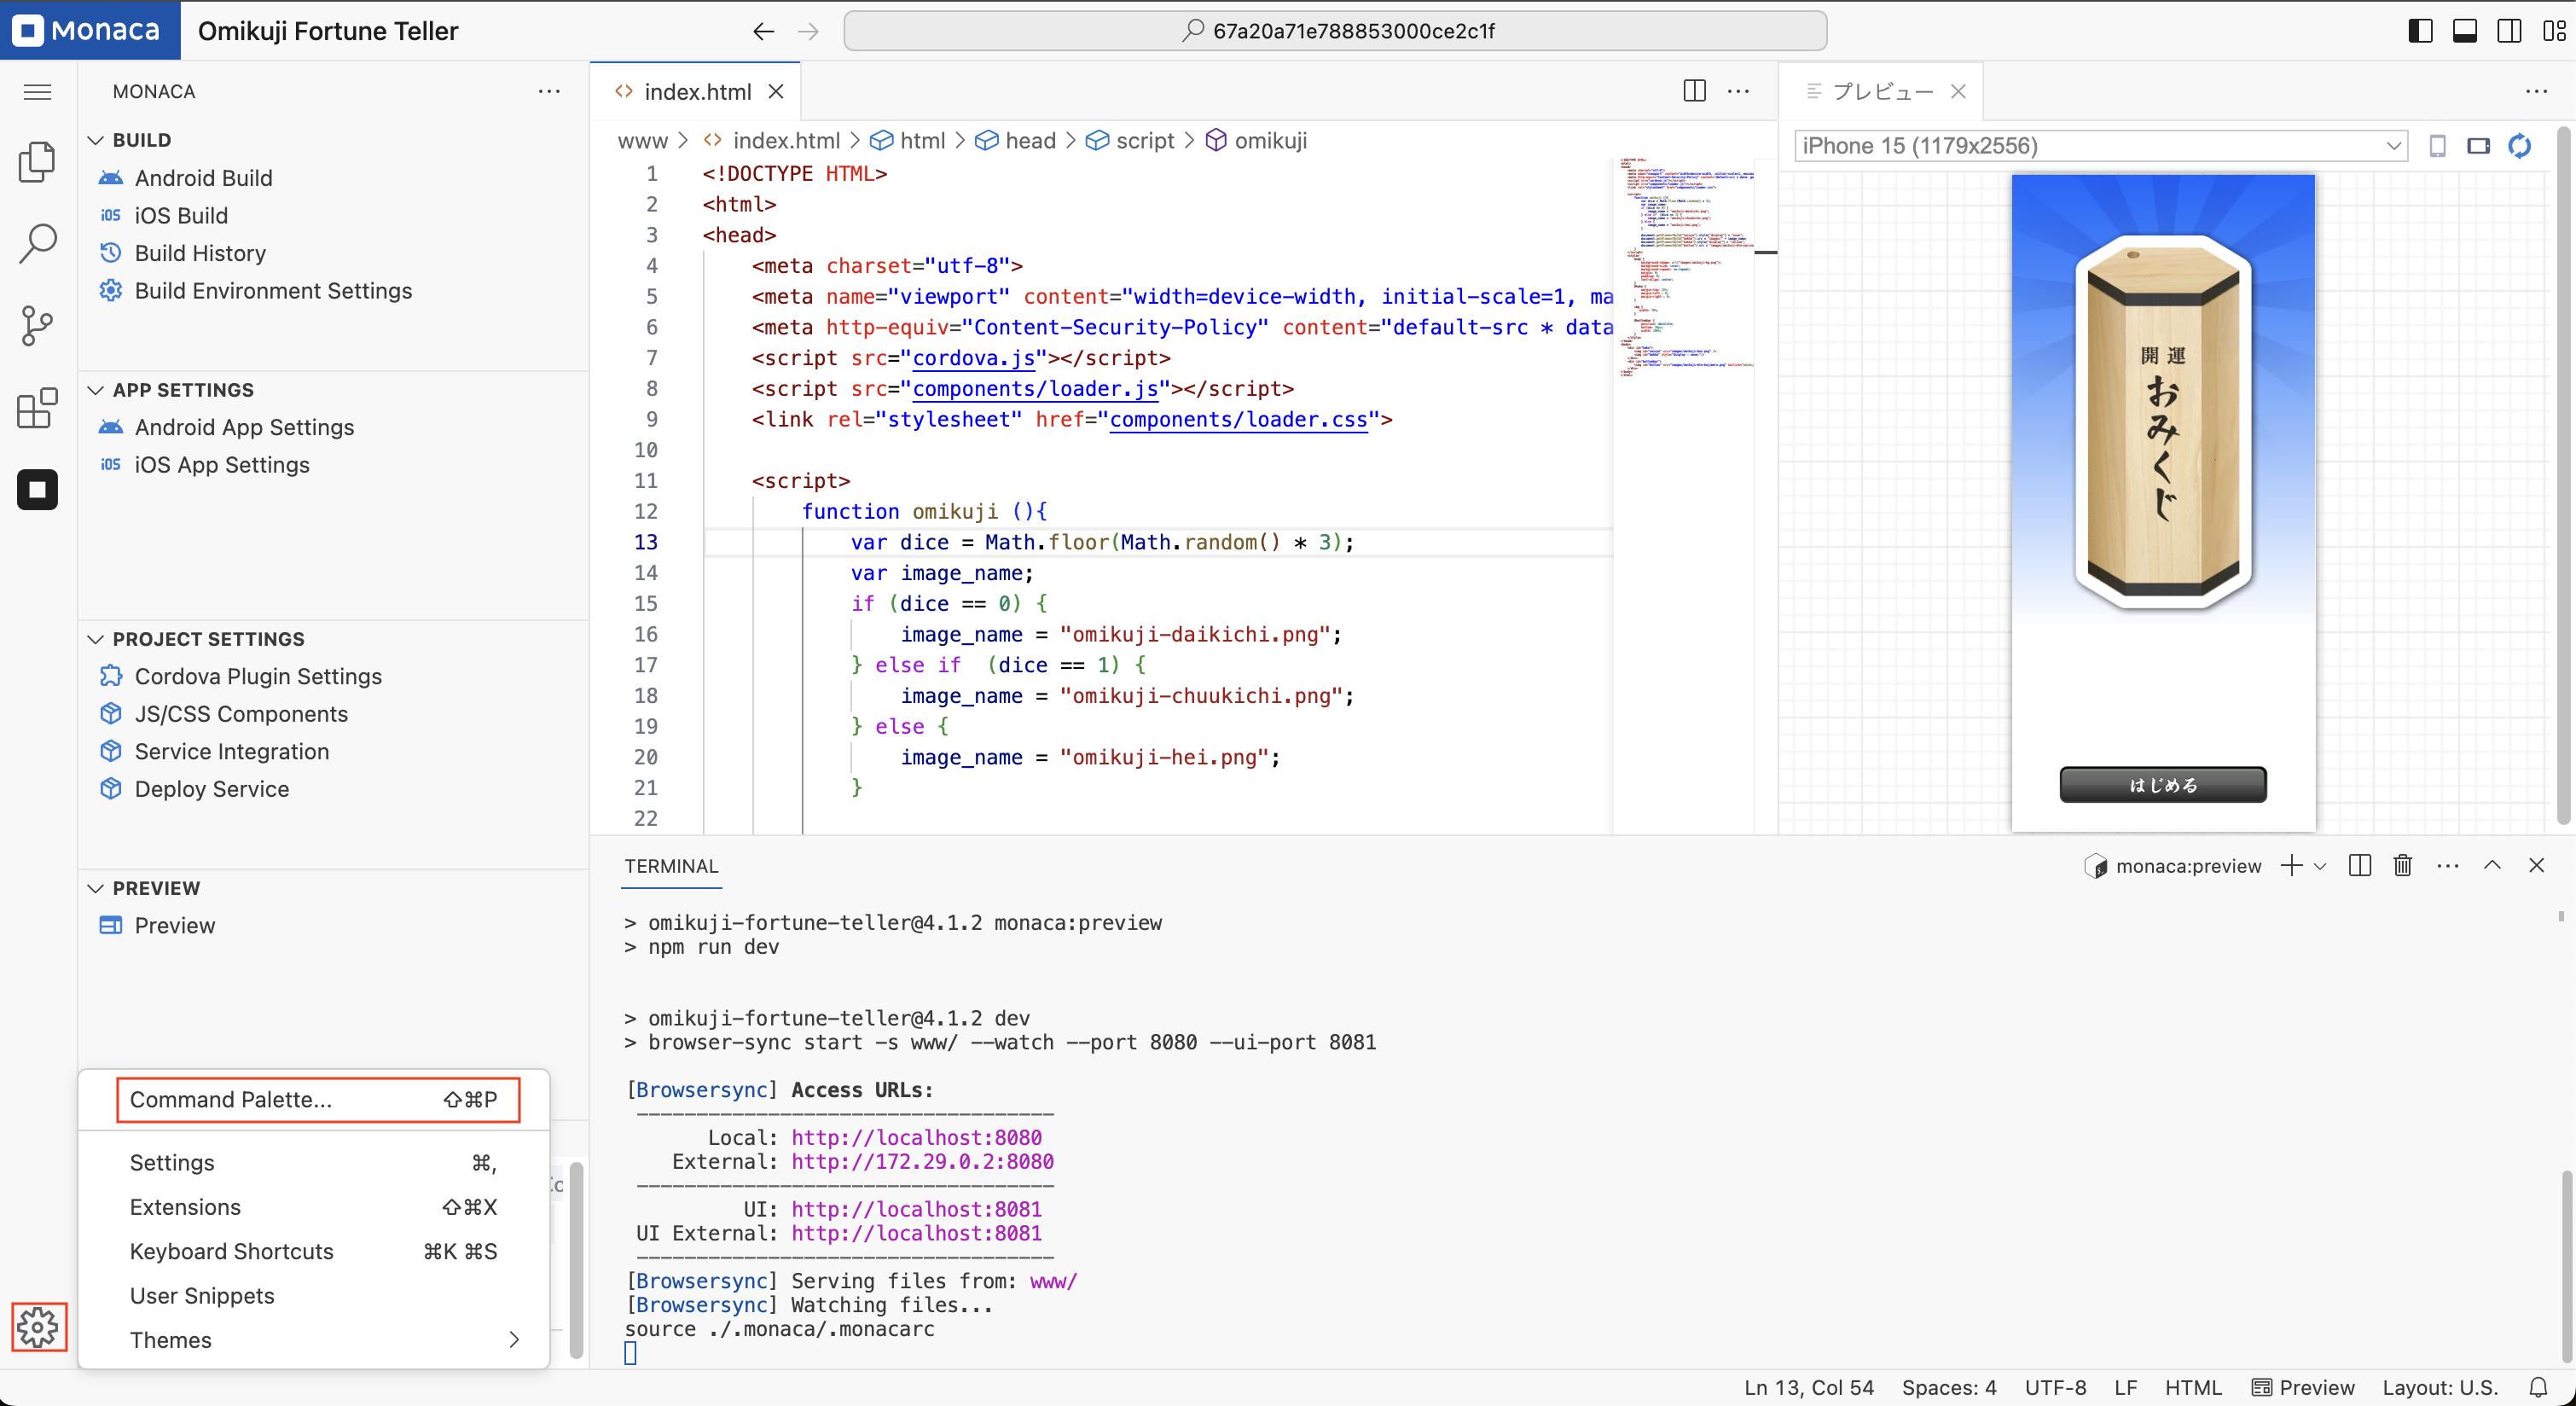 Monaca
Omikuji Fortune Teller
67a20a71e788853000ce2c1f
MONACA
BUILD
Android Build
iOS Build
Build History
Build Environment Settings
APP SETTINGS
Android App Settings
iOS App Settings
PROJECT SETTINGS
Cordova Plugin Settings
JS/CSS Components
Service Integration
Deploy Service
PREVIEW
Preview
Command Palette... ⇧⌘P
Settings ⌘,
Extensions ⇧⌘X
Keyboard Shortcuts ⌘K ⌘S
User Snippets
Themes
index.html
www > index.html > html > head > script > omikuji
1 <!DOCTYPE HTML>
2 <html>
3 <head>
4 <meta charset="utf-8">
5 <meta name="viewport" content="width=device-width, initial-scale=1, ma
6 <meta http-equiv="Content-Security-Policy" content="default-src * data
7 <script src="cordova.js"></script>
8 <script src="components/loader.js"></script>
9 <link rel="stylesheet" href="components/loader.css">
10
11 <script>
12 function omikuji (){
13 var dice = Math.floor(Math.random() * 3);
14 var image_name;
15 if (dice == 0) {
16 image_name = "omikuji-daikichi.png";
17 } else if  (dice == 1) {
18 image_name = "omikuji-chuukichi.png";
19 } else {
20 image_name = "omikuji-hei.png";
21 }
22
プレビュー
iPhone 15 (1179x2556)
開運
おみくじ
はじめる
TERMINAL
monaca:preview
> omikuji-fortune-teller@4.1.2 monaca:preview
> npm run dev
> omikuji-fortune-teller@4.1.2 dev
> browser-sync start -s www/ --watch --port 8080 --ui-port 8081
[Browsersync] Access URLs:
-----------------------------------
Local: http://localhost:8080
External: http://172.29.0.2:8080
-----------------------------------
UI: http://localhost:8081
UI External: http://localhost:8081
-----------------------------------
[Browsersync] Serving files from: www/
[Browsersync] Watching files...
source ./.monaca/.monacarc
Ln 13, Col 54 Spaces: 4 UTF-8 LF HTML Preview Layout: U.S.